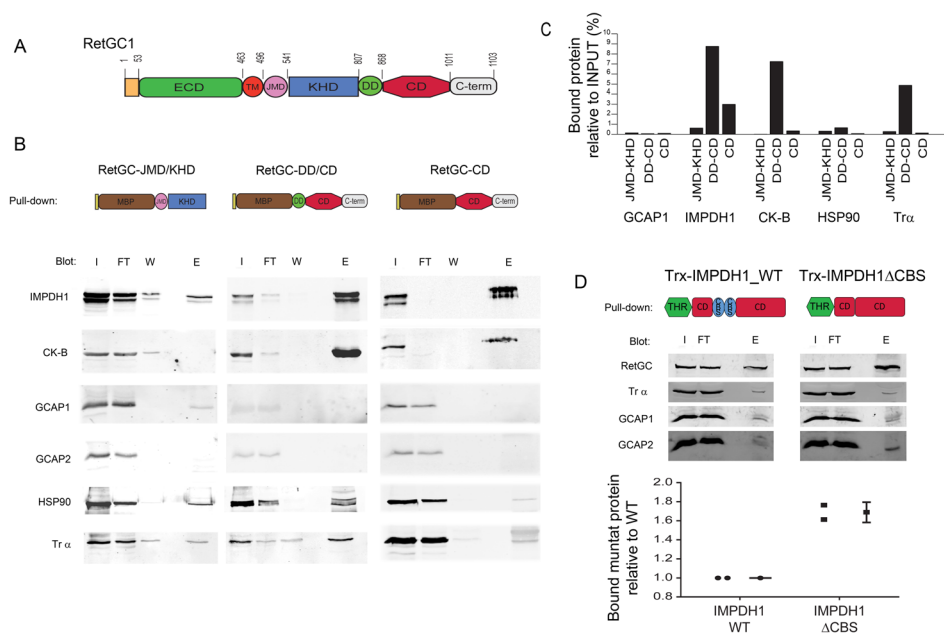 A
RetGC1
1 53 463 496 541 807 868 1011 1103
ECD TM JMD KHD DD CD C-term
B
RetGC-JMD/KHD RetGC-DD/CD RetGC-CD
Pull-down: MBP JMD KHD MBP DD CD C-term MBP CD C-term
Blot: I FT W E I FT W E I FT W E
IMPDH1
CK-B
GCAP1
GCAP2
HSP90
Tr α
C
Bound protein
relative to INPUT (%)
10
9
8
7
6
5
4
3
2
1
0
JMD-KHD DD-CD CD JMD-KHD DD-CD CD JMD-KHD DD-CD CD JMD-KHD DD-CD CD JMD-KHD DD-CD CD
GCAP1 IMPDH1 CK-B HSP90 Trα
D
Trx-IMPDH1_WT Trx-IMPDH1ΔCBS
Pull-down: THR CD CD THR CD CD
Blot: I FT E I FT E
RetGC
Tr α
GCAP1
GCAP2
Bound muntat protein
relative to WT
2.0
1.8
1.6
1.4
1.2
1.0
0.8
IMPDH1 IMPDH1
WT ΔCBS